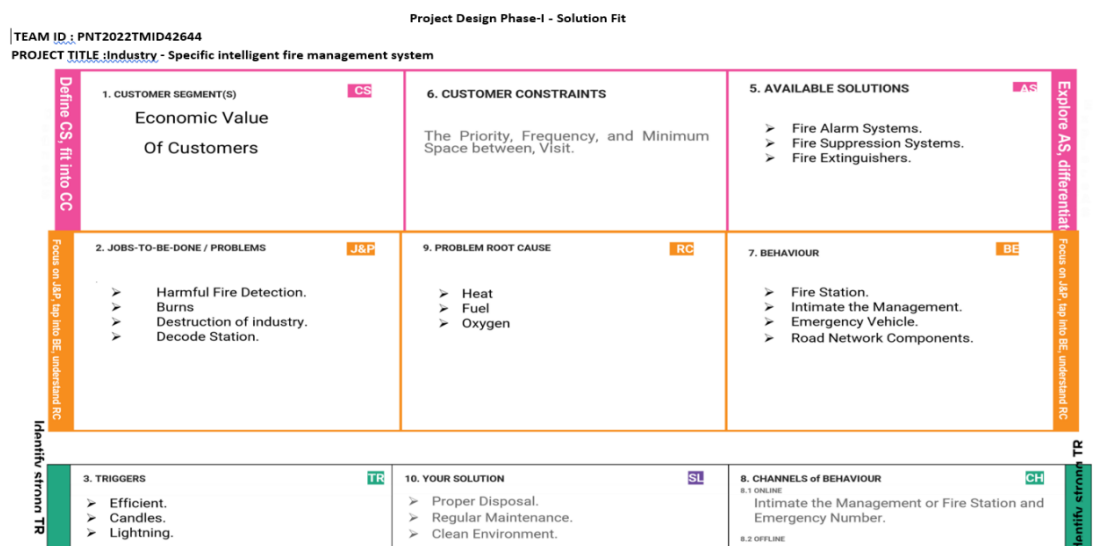 Project Design Phase-I - Solution Fit
TEAM ID : PNT2022TMID42644
PROJECT TITLE :Industry - Specific intelligent fire management system
Define CS, fit into CC
1. CUSTOMER SEGMENT(S)
CS
Economic Value
Of Customers
6. CUSTOMER CONSTRAINTS
The Priority, Frequency, and Minimum
Space between, Visit.
5. AVAILABLE SOLUTIONS
AS
➢ Fire Alarm Systems.
➢ Fire Suppression Systems.
➢ Fire Extinguishers.
Explore AS, differentiat
Focus on J&P, tap into BE, understand RC
2. JOBS-TO-BE-DONE / PROBLEMS
J&P
➢ Harmful Fire Detection.
➢ Burns
➢ Destruction of industry.
➢ Decode Station.
9. PROBLEM ROOT CAUSE
RC
➢ Heat
➢ Fuel
➢ Oxygen
7. BEHAVIOUR
BE
➢ Fire Station.
➢ Intimate the Management.
➢ Emergency Vehicle.
➢ Road Network Components.
Focus on J&P, tap into BE, understand RC
Identify strong TR
3. TRIGGERS
TR
➢ Efficient.
➢ Candles.
➢ Lightning.
10. YOUR SOLUTION
SL
➢ Proper Disposal.
➢ Regular Maintenance.
➢ Clean Environment.
8. CHANNELS of BEHAVIOUR
CH
8.1 ONLINE
Intimate the Management or Fire Station and
Emergency Number.
8.2 OFFLINE
Identify strong TR